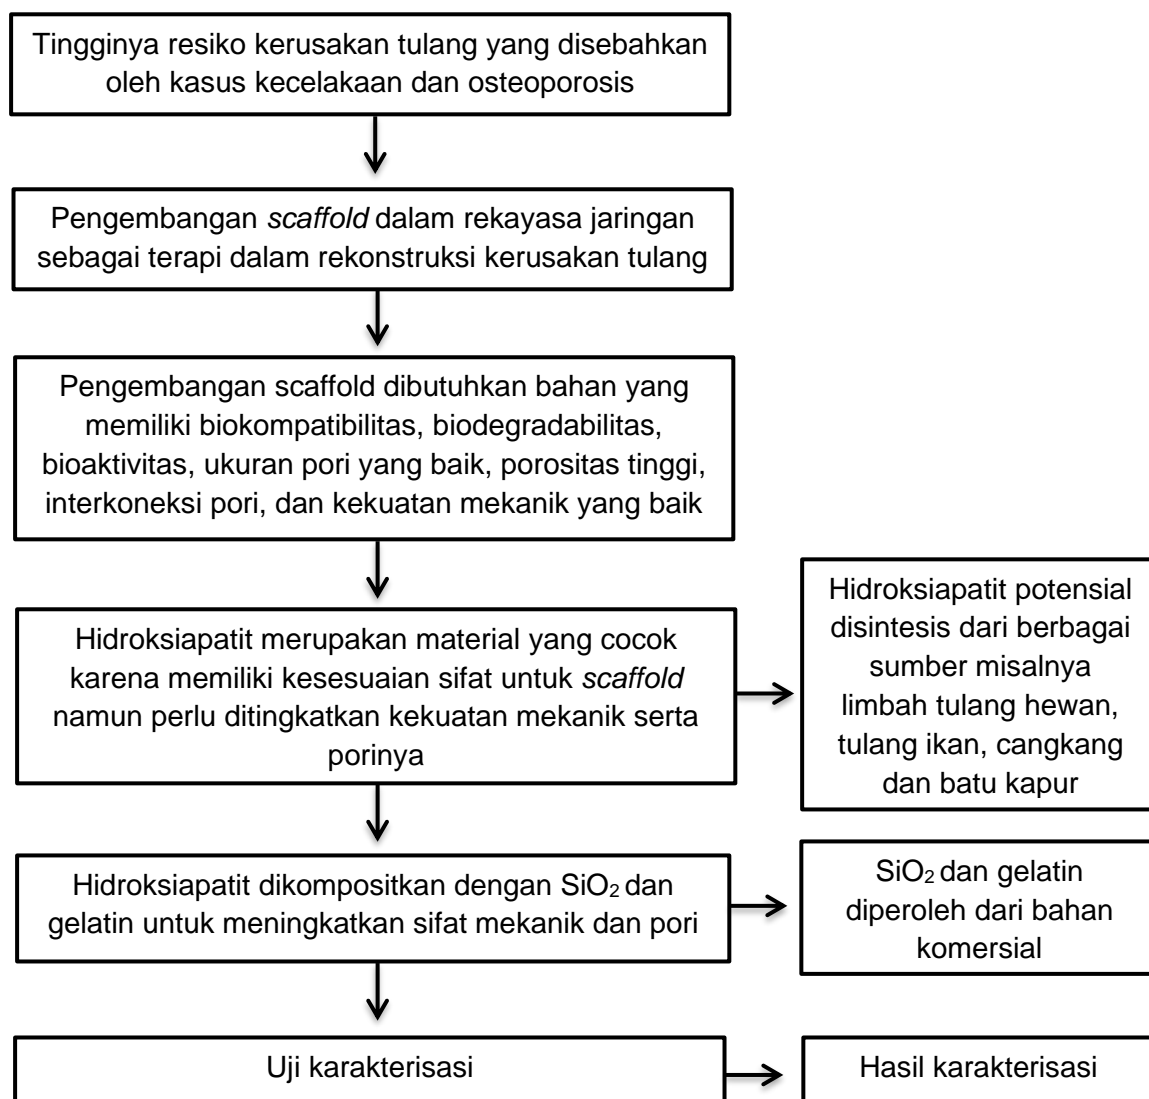 Tingginya resiko kerusakan tulang yang disebahkan
oleh kasus kecelakaan dan osteoporosis
Pengembangan scaffold dalam rekayasa jaringan
sebagai terapi dalam rekonstruksi kerusakan tulang
Pengembangan scaffold dibutuhkan bahan yang
memiliki biokompatibilitas, biodegradabilitas,
bioaktivitas, ukuran pori yang baik, porositas tinggi,
interkoneksi pori, dan kekuatan mekanik yang baik
Hidroksiapatit merupakan material yang cocok
karena memiliki kesesuaian sifat untuk scaffold
namun perlu ditingkatkan kekuatan mekanik serta
porinya
Hidroksiapatit potensial
disintesis dari berbagai
sumber misalnya
limbah tulang hewan,
tulang ikan, cangkang
dan batu kapur
Hidroksiapatit dikompositkan dengan SiO₂ dan
gelatin untuk meningkatkan sifat mekanik dan pori
SiO₂ dan gelatin
diperoleh dari bahan
komersial
Uji karakterisasi
Hasil karakterisasi